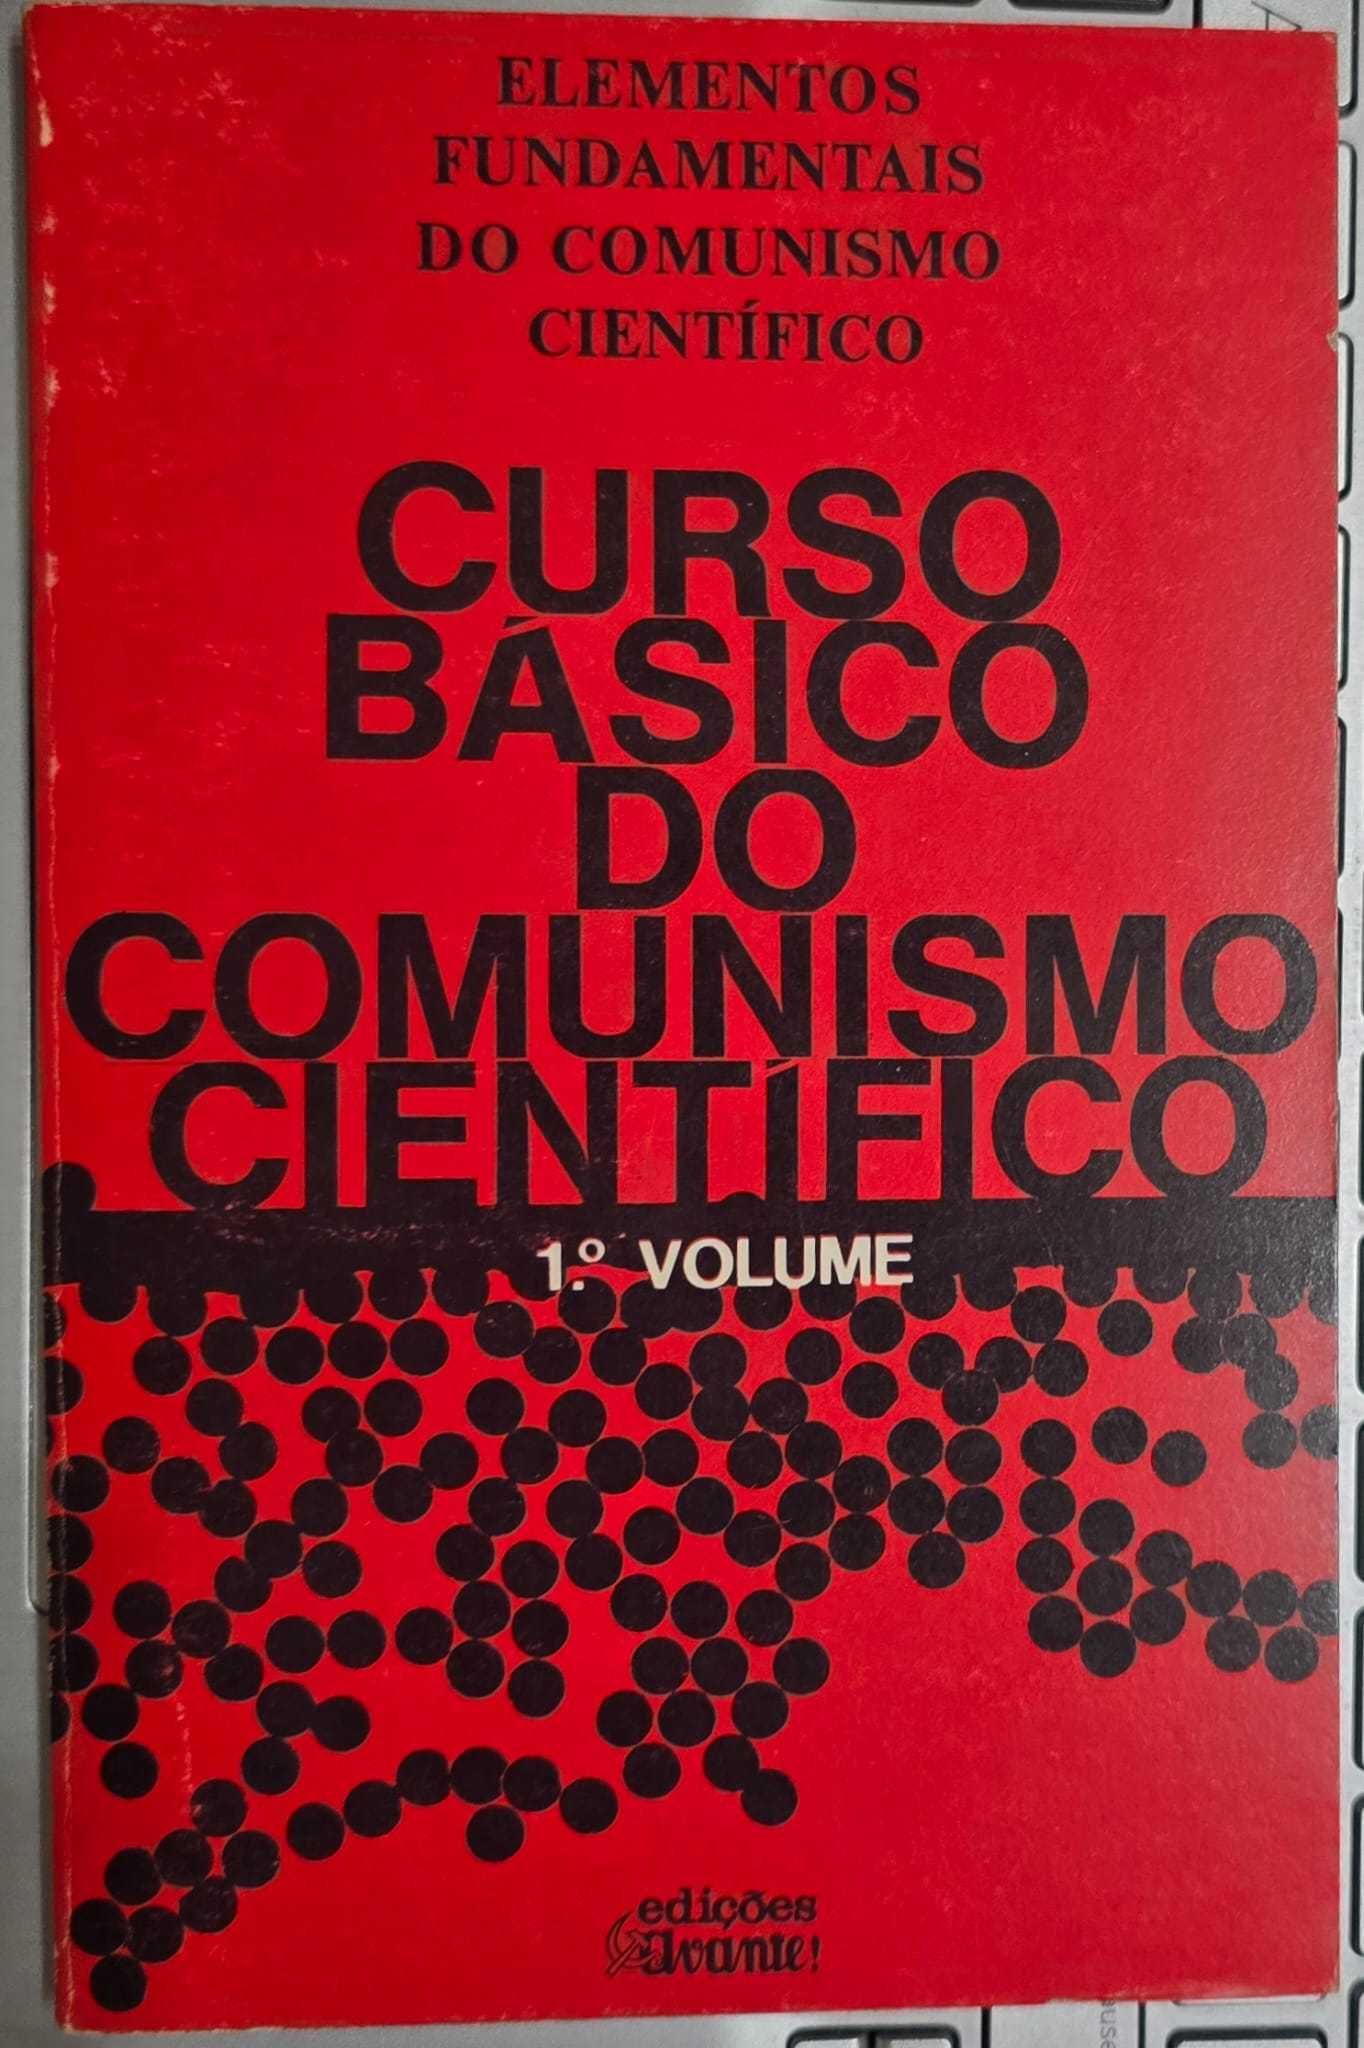 ELEMENTOS
FUNDAMENTAIS
DO COMUNISMO
CIENTÍFICO
CURSO
BÁSICO
DO
COMUNISMO
CIENTÍFICO
1.º VOLUME
edições
Avante!